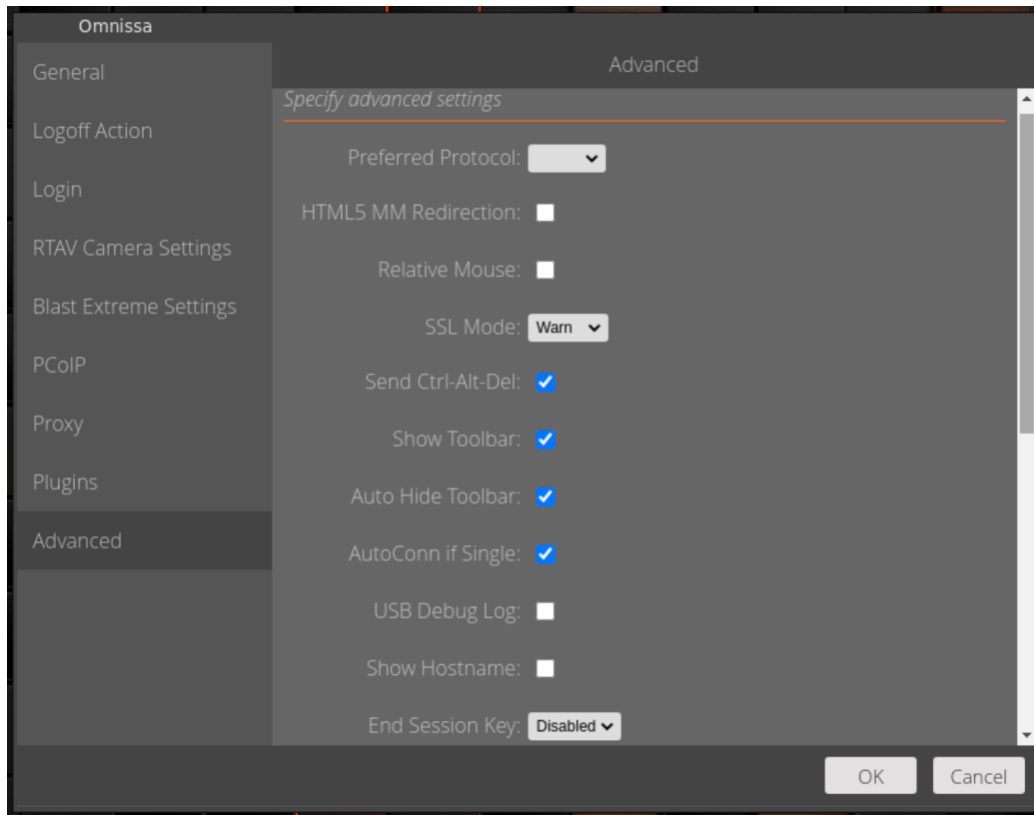 Omnissa
General
Logoff Action
Login
RTAV Camera Settings
Blast Extreme Settings
PCoIP
Proxy
Plugins
Advanced
Advanced
Specify advanced settings
Preferred Protocol:
HTML5 MM Redirection:
Relative Mouse:
SSL Mode: Warn
Send Ctrl-Alt-Del:
Show Toolbar:
Auto Hide Toolbar:
AutoConn if Single:
USB Debug Log:
Show Hostname:
End Session Key: Disabled
OK Cancel